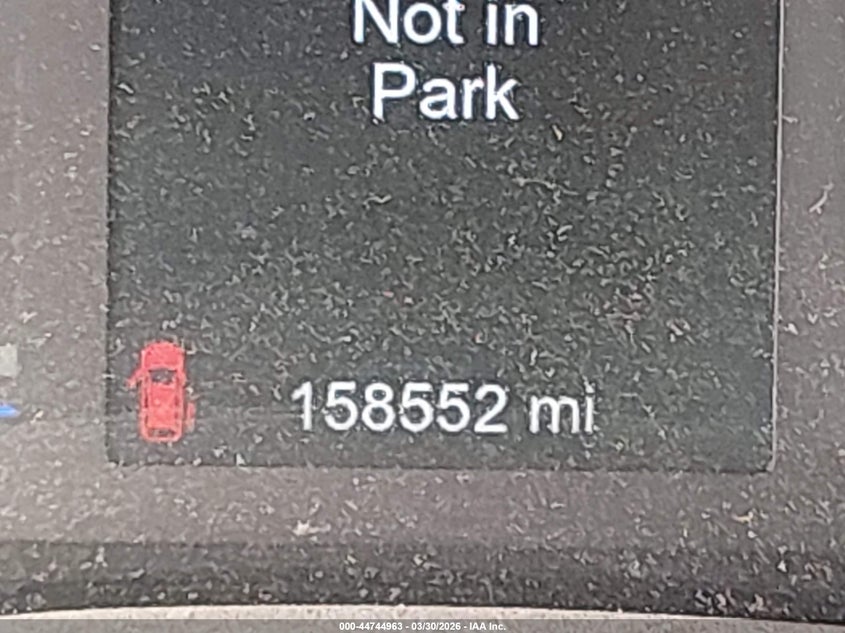 Not in
Park
158552 mi
000-44744963 - 03/30/2026 - IAA Inc.